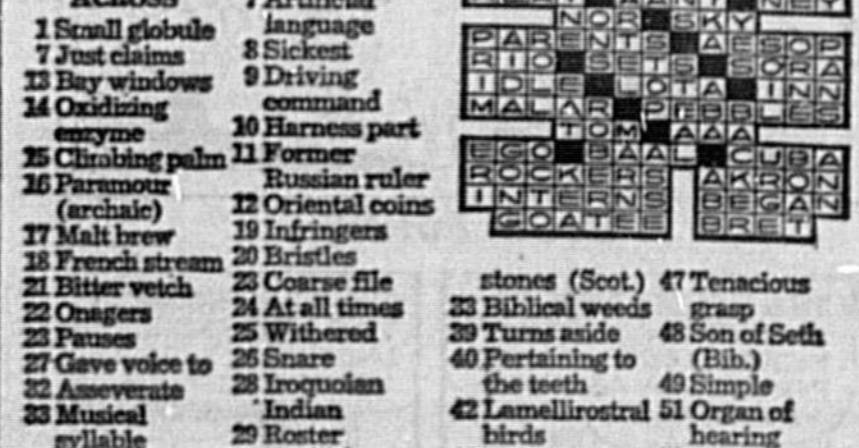 ACROSS
1 Small globule
7 Just claims
13 Bay windows
14 Oxidizing
enzyme
15 Climbing palm
16 Paramour
(archaic)
17 Malt brew
18 French stream
21 Bitter vetch
22 Onagers
23 Pauses
27 Gave voice to
32 Asseverate
33 Musical
syllable
7 Artificial
language
8 Sickest
9 Driving
command
10 Harness part
11 Former
Russian ruler
12 Oriental coins
19 Infringers
20 Bristles
23 Coarse file
24 At all times
25 Withered
26 Snare
28 Iroquoian
Indian
29 Roster
NEY
NOR SKY
PARENTS AESOP
RIO SETS SORA
IDLE LOTA INN
MALAR PEBBLES
TOM AAA
EGO BAAL CUBA
ROCKERS AKRON
INTERNS BEGAN
GOATEE BRET
stones (Scot.)
33 Biblical weeds
39 Turns aside
40 Pertaining to
the teeth
42 Lamellirostral
birds
47 Tenacious
grasp
48 Son of Seth
(Bib.)
49 Simple
51 Organ of
hearing